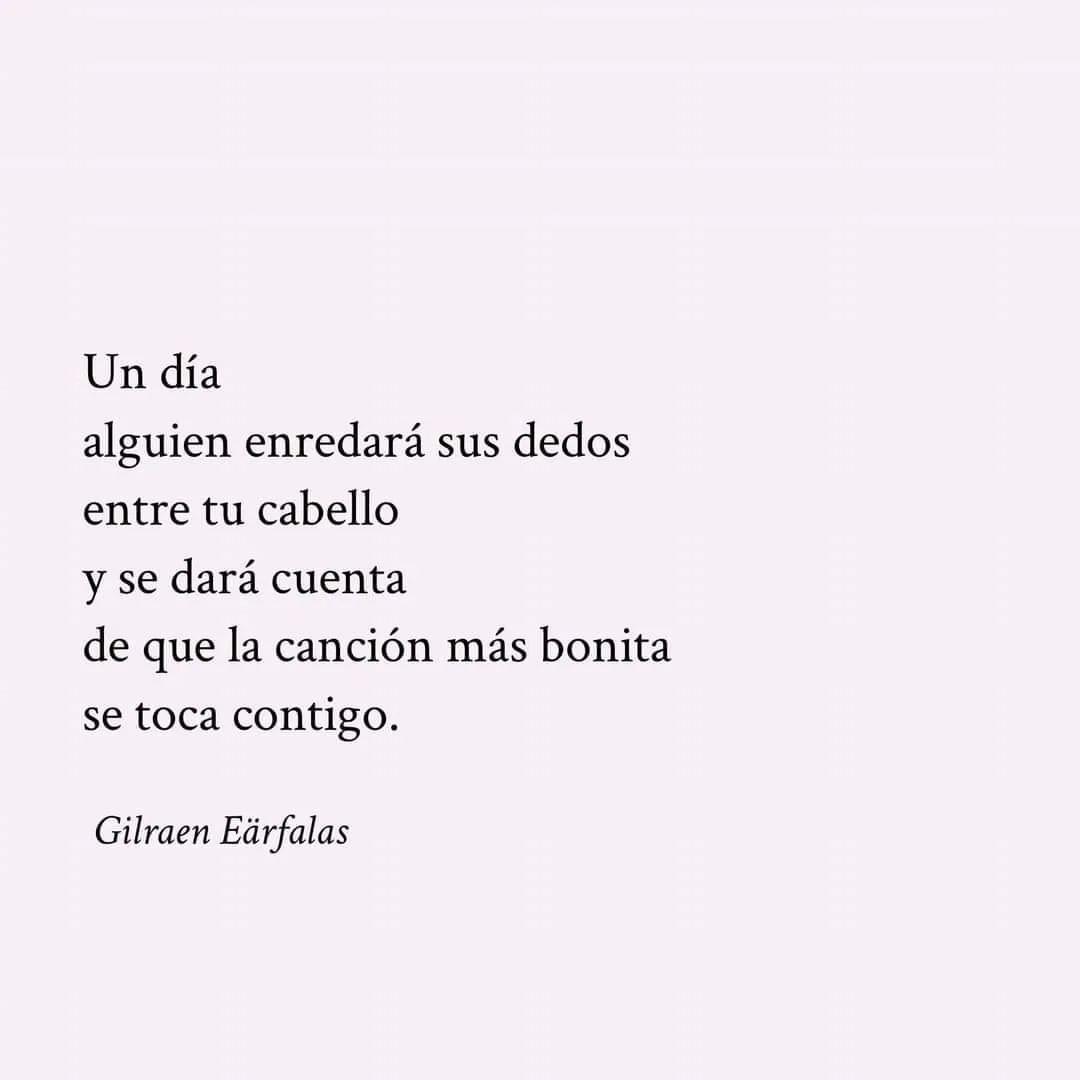 Un día
alguien enredará sus dedos
entre tu cabello
y se dará cuenta
de que la canción más bonita
se toca contigo.
Gilraen Eärfalas